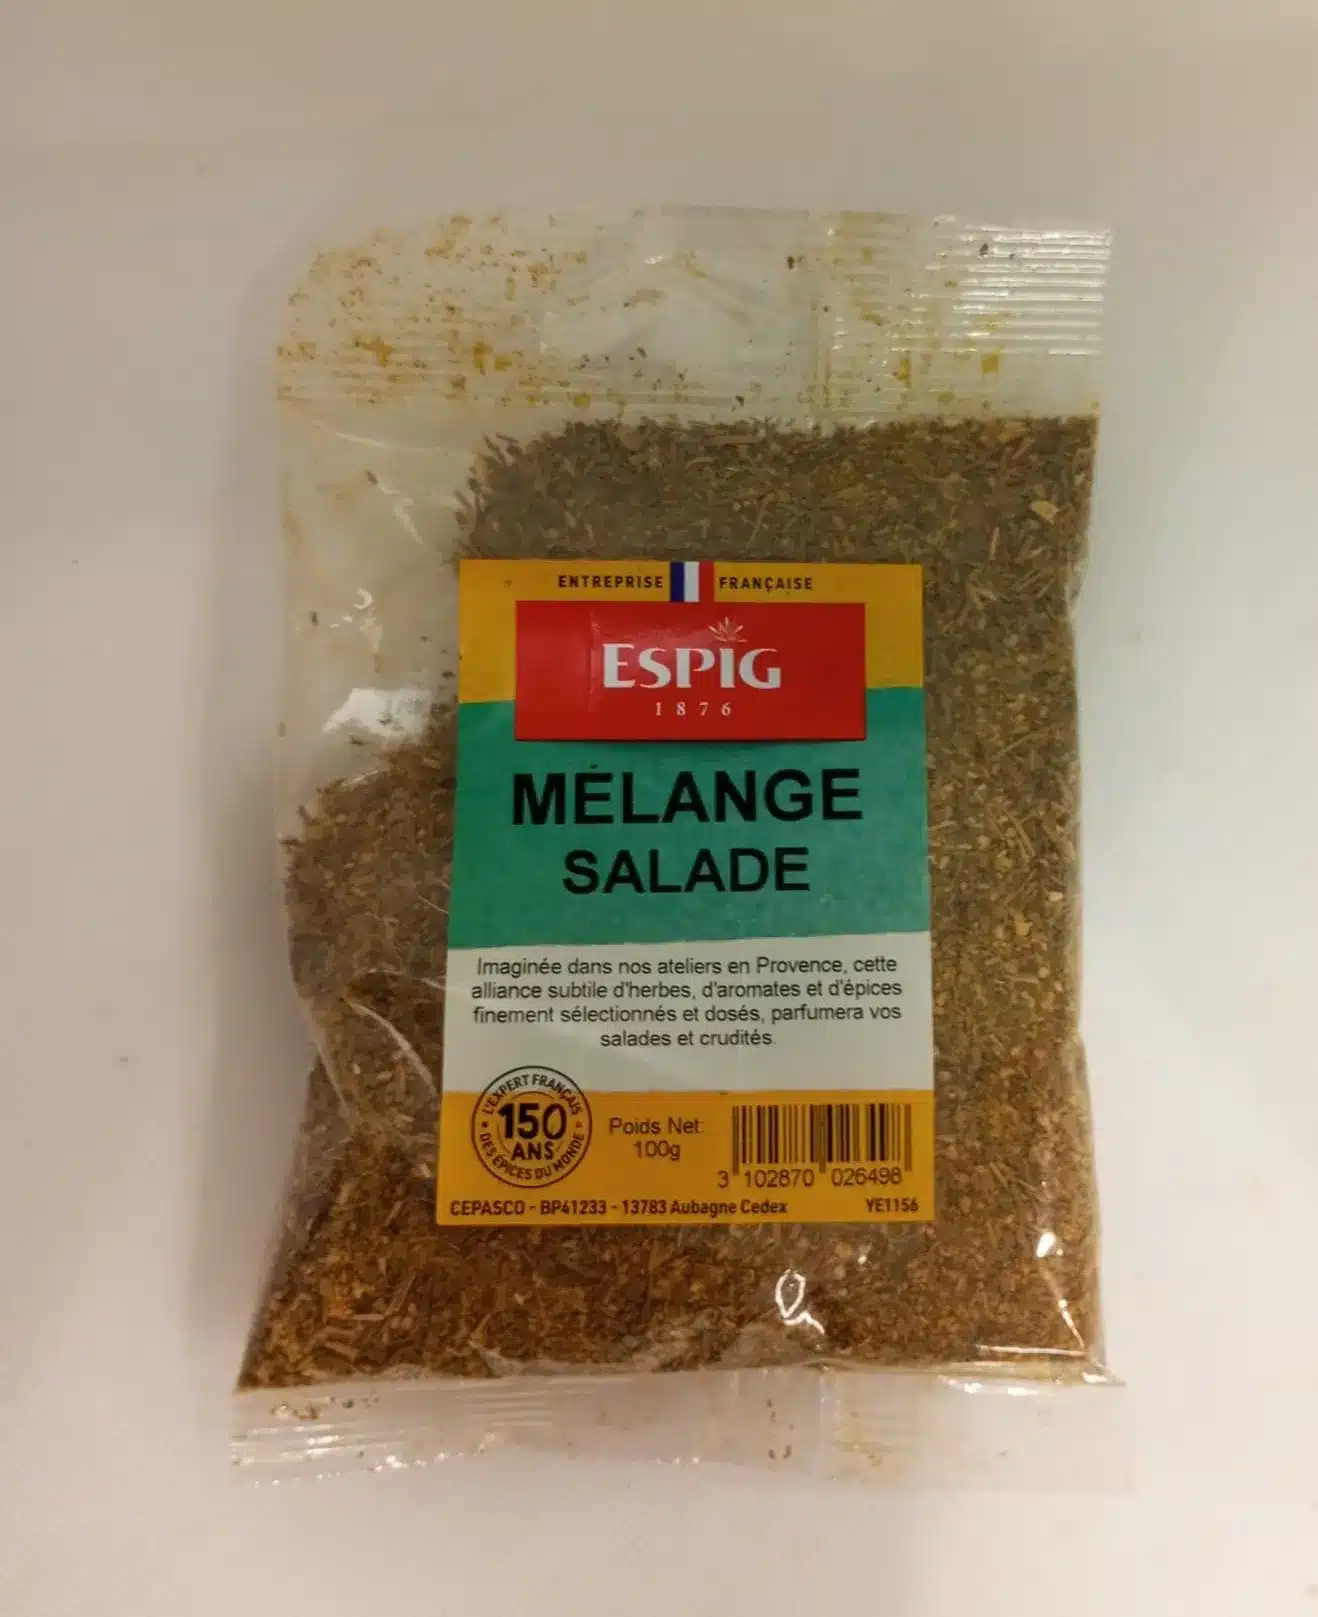 ENTREPRISE FRANÇAISE
ESPIG
1876
MÉLANGE
SALADE
Imaginée dans nos ateliers en Provence, cette
alliance subtile d'herbes, d'aromates et d'épices
finement sélectionnés et dosés, parfumera vos
salades et crudités.
L'EXPERT FRANÇAIS
150
ANS
DES ÉPICES DU MONDE
Poids Net:
100g
3 102870 026498
CEPASCO - BP41233 - 13783 Aubagne Cedex
YE1156